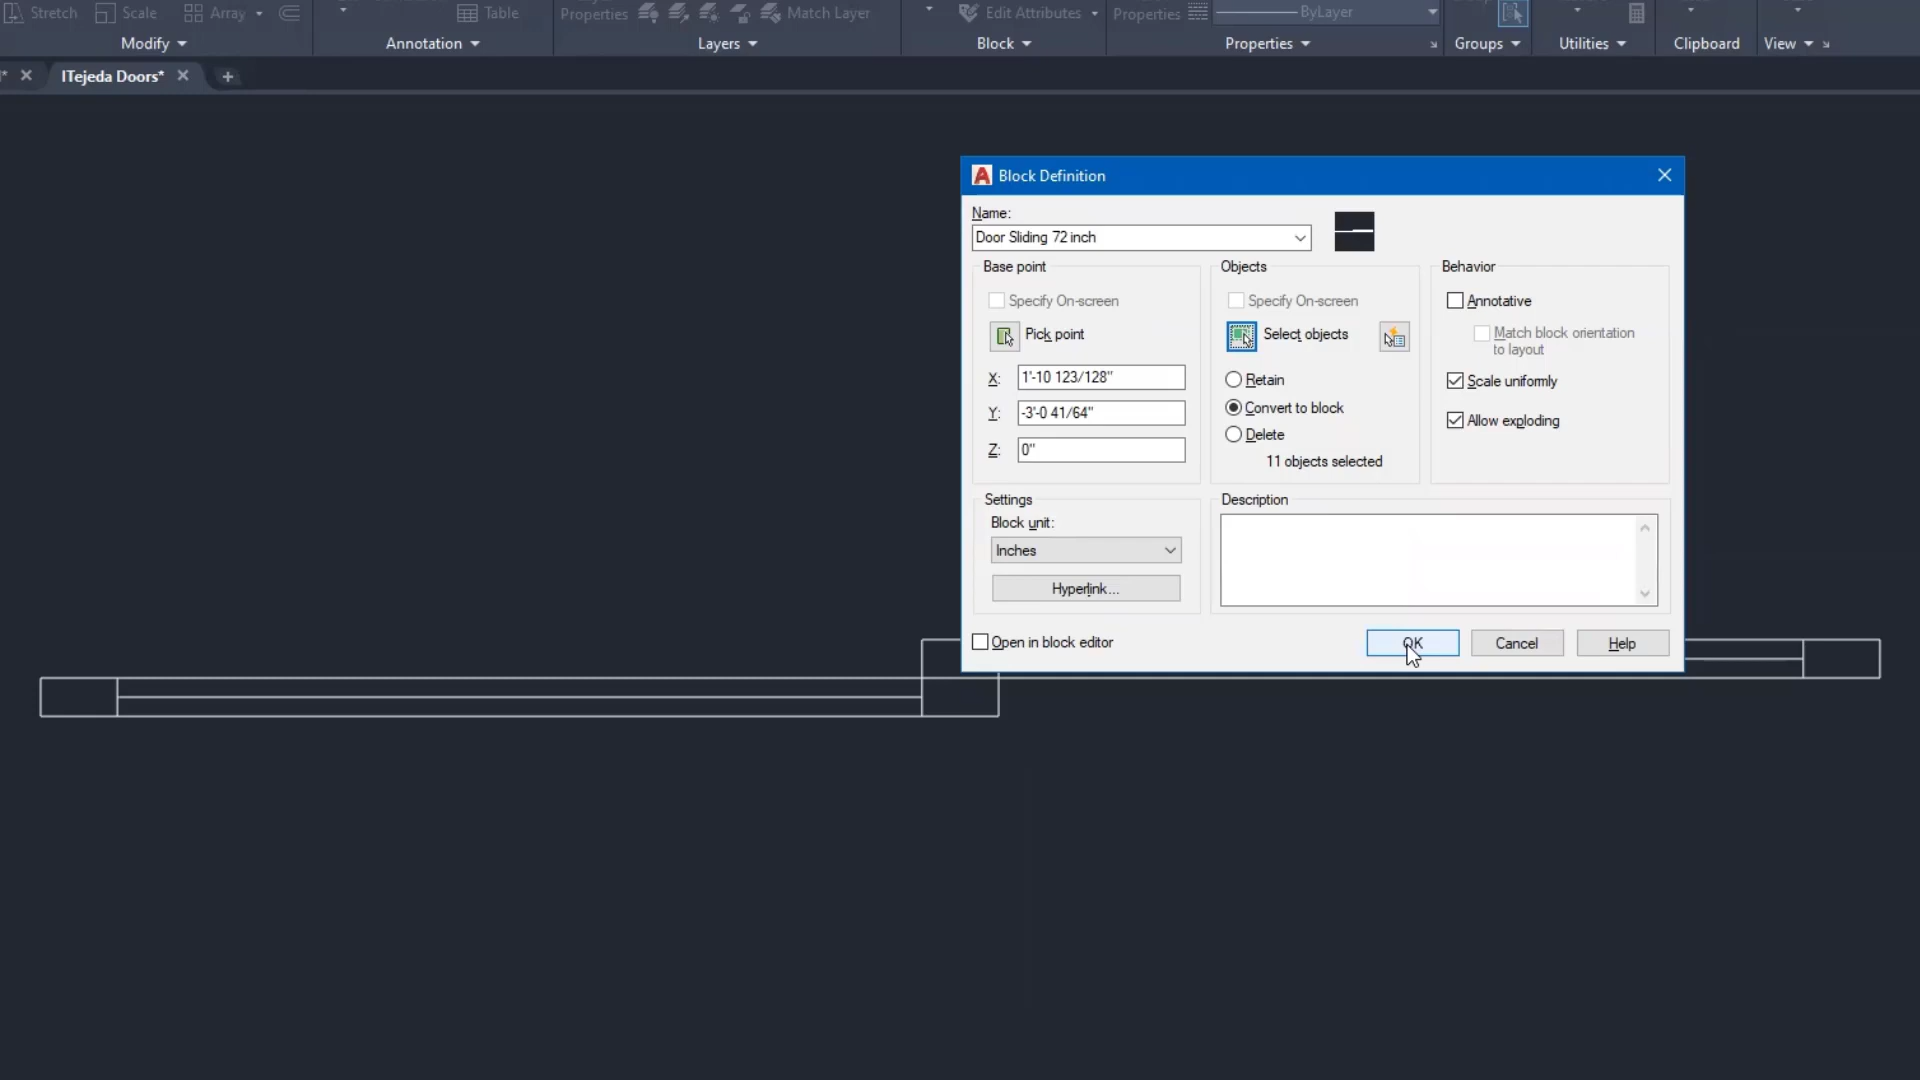 Stretch Scale Array Table Properties Match Layer Edit Attributes Properties ByLayer
Modify Annotation Layers Block Properties Groups Utilities Clipboard View
ITejeda Doors*
Block Definition
Name:
Door Sliding 72 inch
Base point Objects Behavior
Specify On-screen Specify On-screen Annotative
Pick point Select objects Match block orientation
to layout
X: 1'-10 123/128" Retain Scale uniformly
Y: -3'-0 41/64" Convert to block Allow exploding
Delete
Z: 0" 11 objects selected
Settings Description
Block unit:
Inches
Hyperlink...
Open in block editor OK Cancel Help